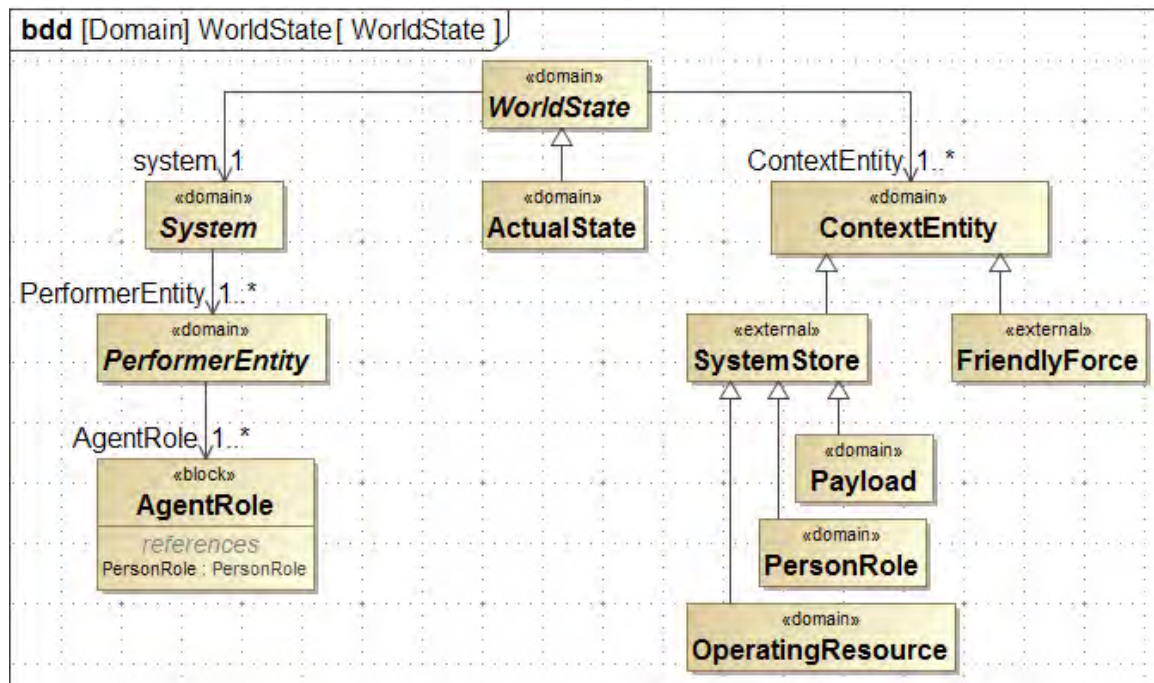 bdd [Domain] WorldState[ WorldState ]
«domain»
WorldState
system 1
ContextEntity 1..*
«domain»
System
«domain»
ActualState
«domain»
ContextEntity
PerformerEntity 1..*
«domain»
PerformerEntity
«external»
SystemStore
«external»
FriendlyForce
AgentRole 1..*
«block»
AgentRole
references
PersonRole : PersonRole
«domain»
Payload
«domain»
PersonRole
«domain»
OperatingResource